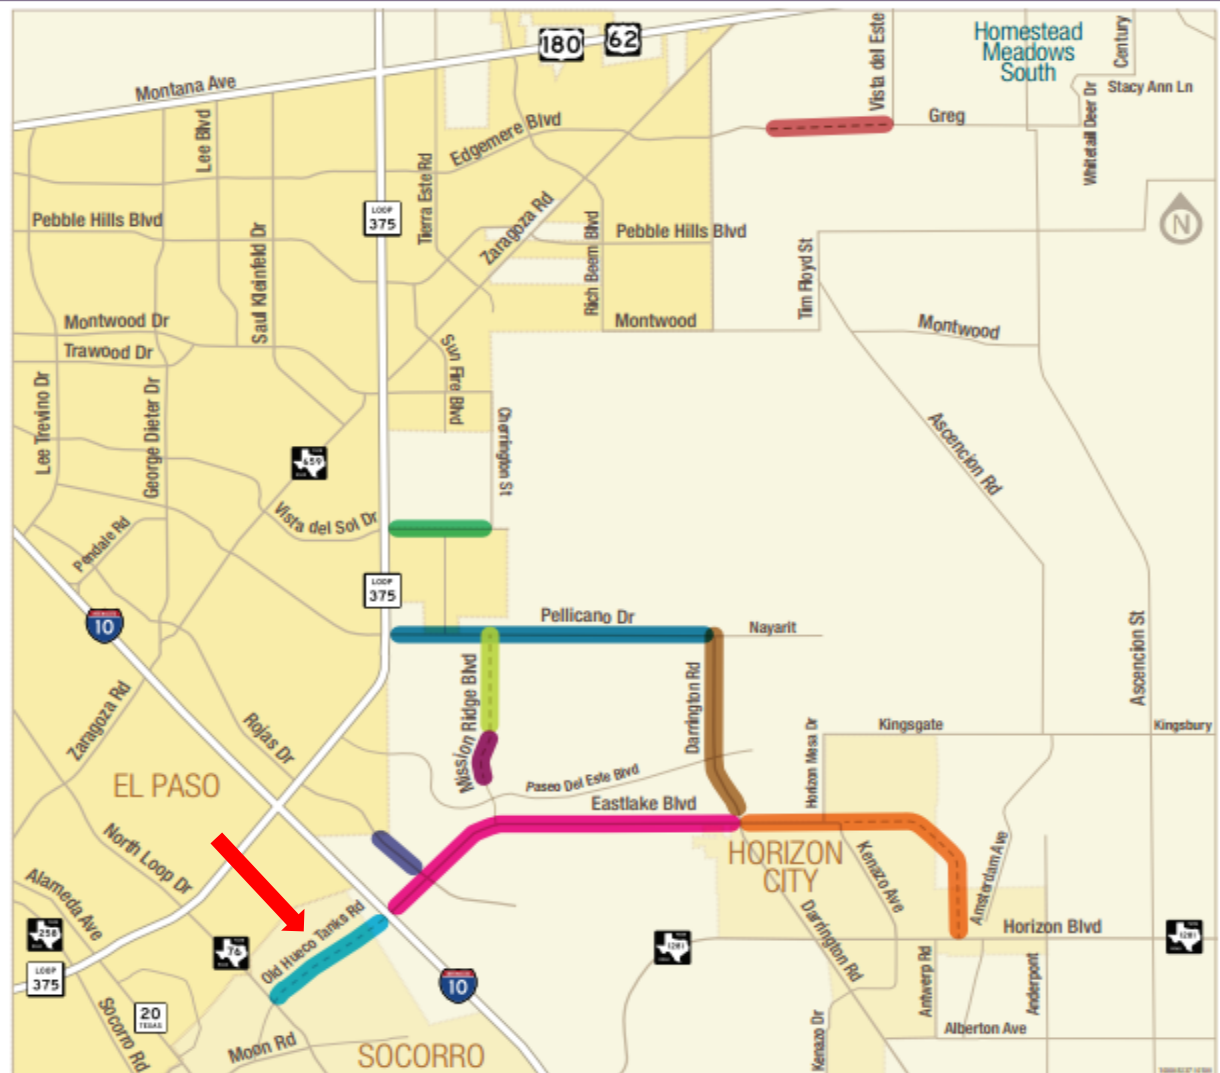 180
62
Homestead
Meadows
South
Century
Vista del Este
Stacy Ann Ln
Montana Ave
Lee Blvd
Edgemere Blvd
Greg
Whitetail Deer Dr
Tierra Este Rd
LOOP
375
Zaragoza Rd
Pebble Hills Blvd
Saul Kleinfeld Dr
Rich Beem Blvd
Pebble Hills Blvd
N
Tim Floyd St
Montwood Dr
Trawood Dr
Montwood
Montwood
Sun Fire Blvd
Lee Trevino Dr
George Dieter Dr
Cherrington St
Ascencion Rd
659
Vista del Sol Dr
Pendale Rd
LOOP
375
10
Pellicano Dr
Nayarit
Ascencion St
Mission Ridge Blvd
Darrington Rd
Zaragoza Rd
Rojas Dr
Horizon Mesa Dr
Kingsgate
Kingsbury
EL PASO
Paseo Del Este Blvd
Eastlake Blvd
North Loop Dr
HORIZON
CITY
Kenazo Ave
Amsterdam Ave
Alameda Ave
Old Hueco Tanks Rd
Darrington Rd
Horizon Blvd
258
76
1281
1281
LOOP
375
10
Antwerp Rd
Anderpont
Socorro Rd
20
TEXAS
Moon Rd
SOCORRO
Kenazo Dr
Alberton Ave